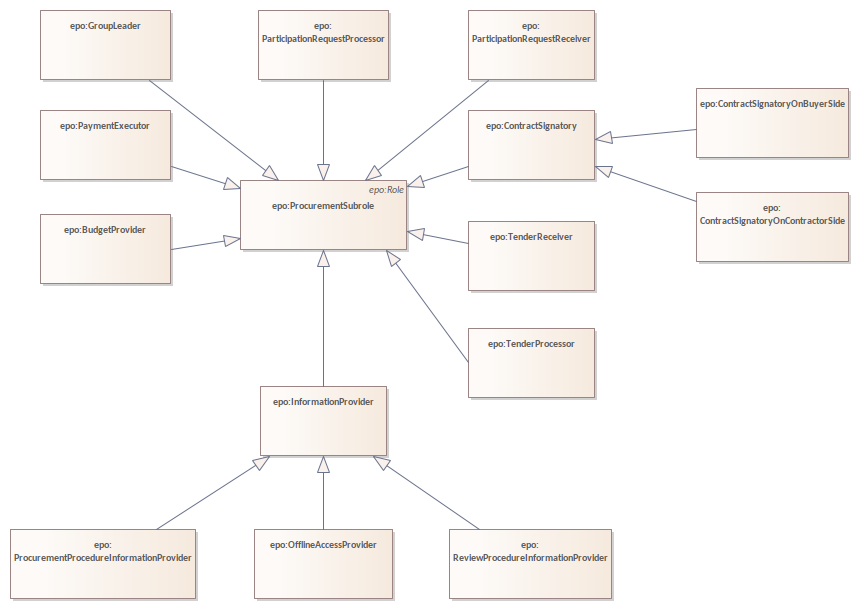 epo:GroupLeader
epo:
ParticipationRequestProcessor
epo:
ParticipationRequestReceiver
epo:PaymentExecutor
epo:ContractSignatory
epo:ContractSignatoryOnBuyerSide
epo:Role
epo:ProcurementSubrole
epo:
ContractSignatoryOnContractorSide
epo:BudgetProvider
epo:TenderReceiver
epo:TenderProcessor
epo:InformationProvider
epo:
ProcurementProcedureInformationProvider
epo:OfflineAccessProvider
epo:
ReviewProcedureInformationProvider